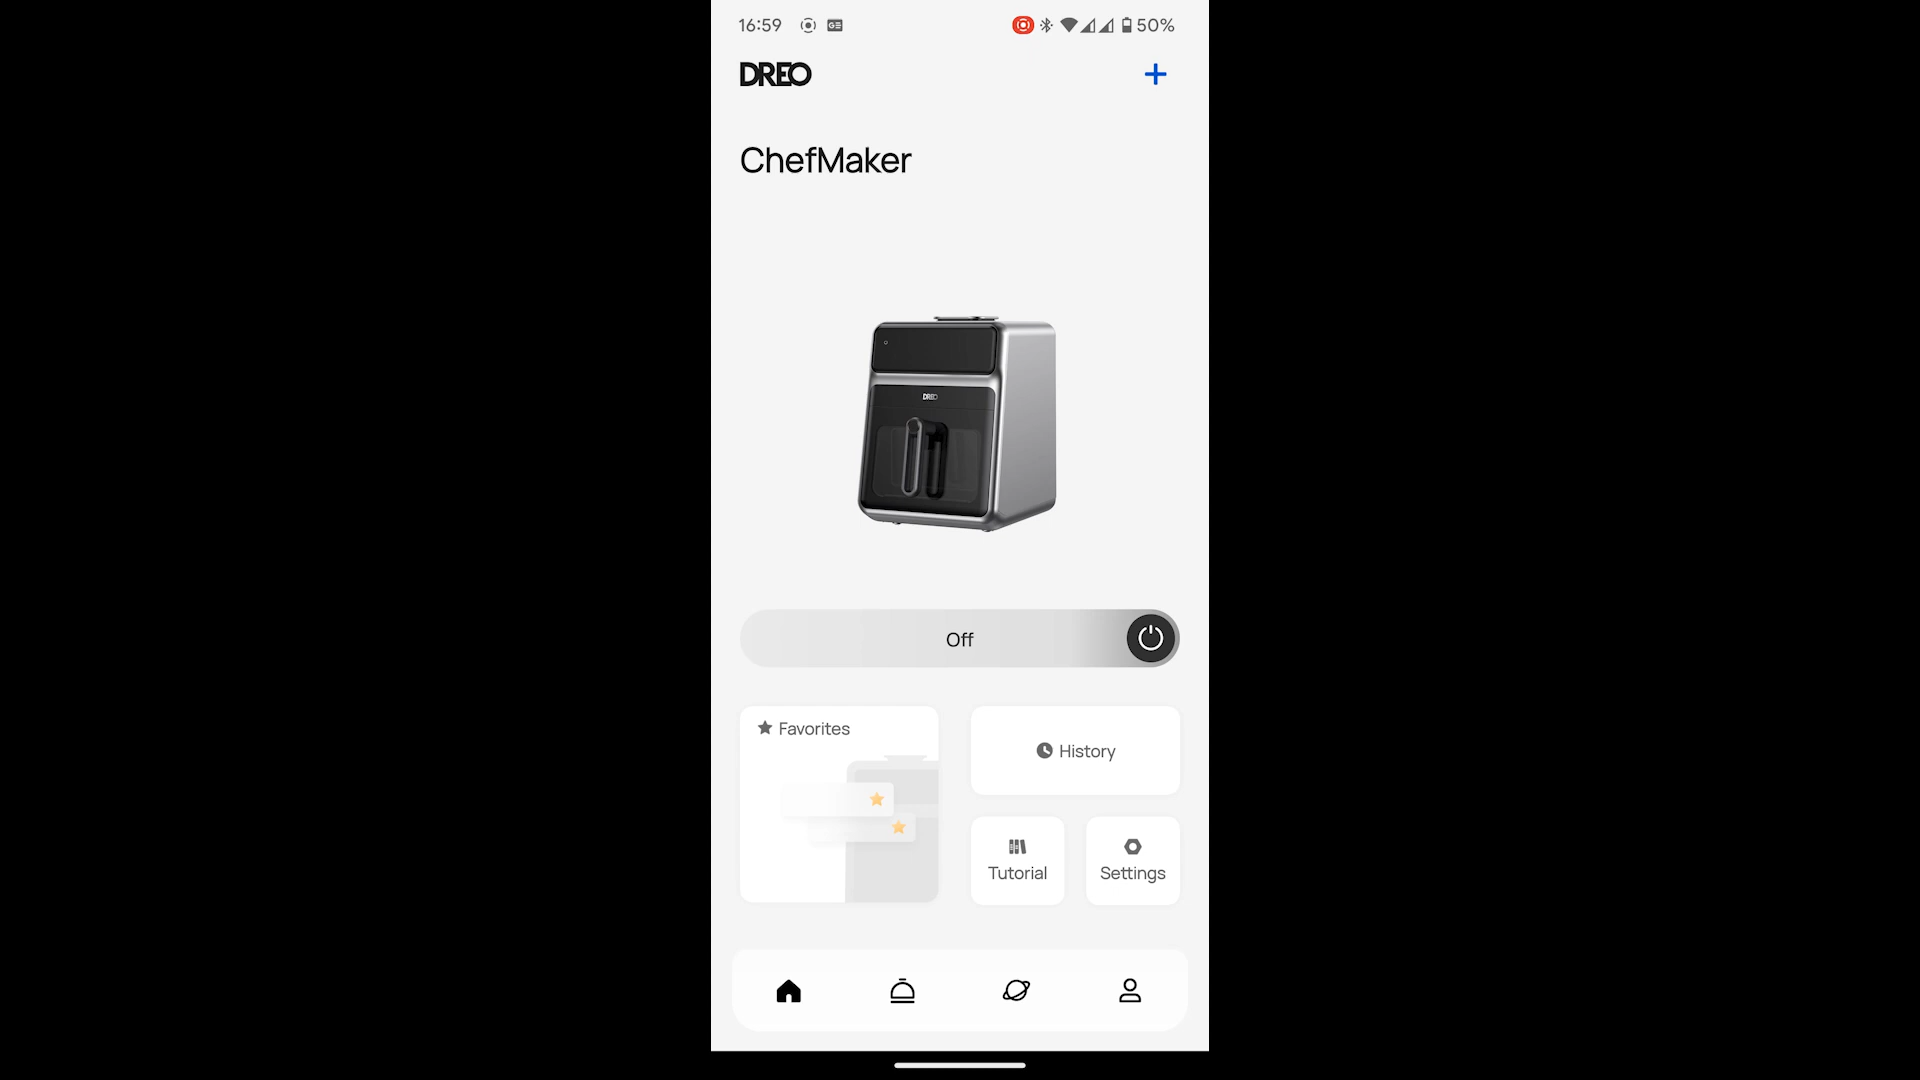 16:59 50%
DREO
ChefMaker
DREO
Off
Favorites
History
Tutorial
Settings